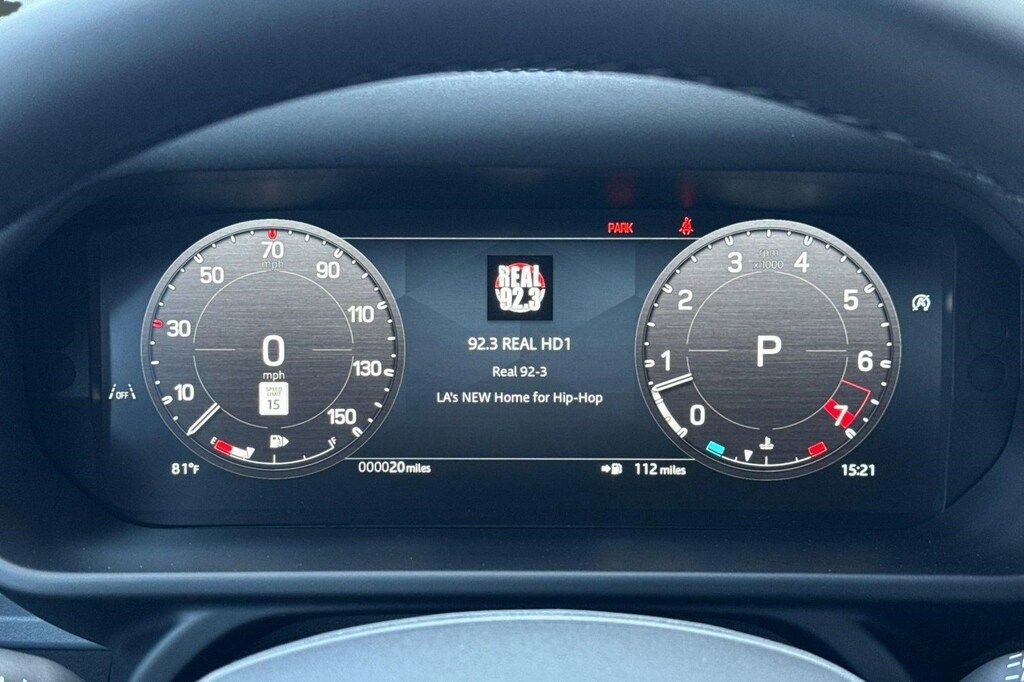 PARK
70
mph
50
90
30
110
10
130
150
0
mph
SPEED
LIMIT
15
E
F
OFF
81°F
000020 miles
REAL
92.3
92.3 REAL HD1
Real 92-3
LA's NEW Home for Hip-Hop
112 miles
3
4
x1000
2
5
1
6
0
7
P
A
15:21